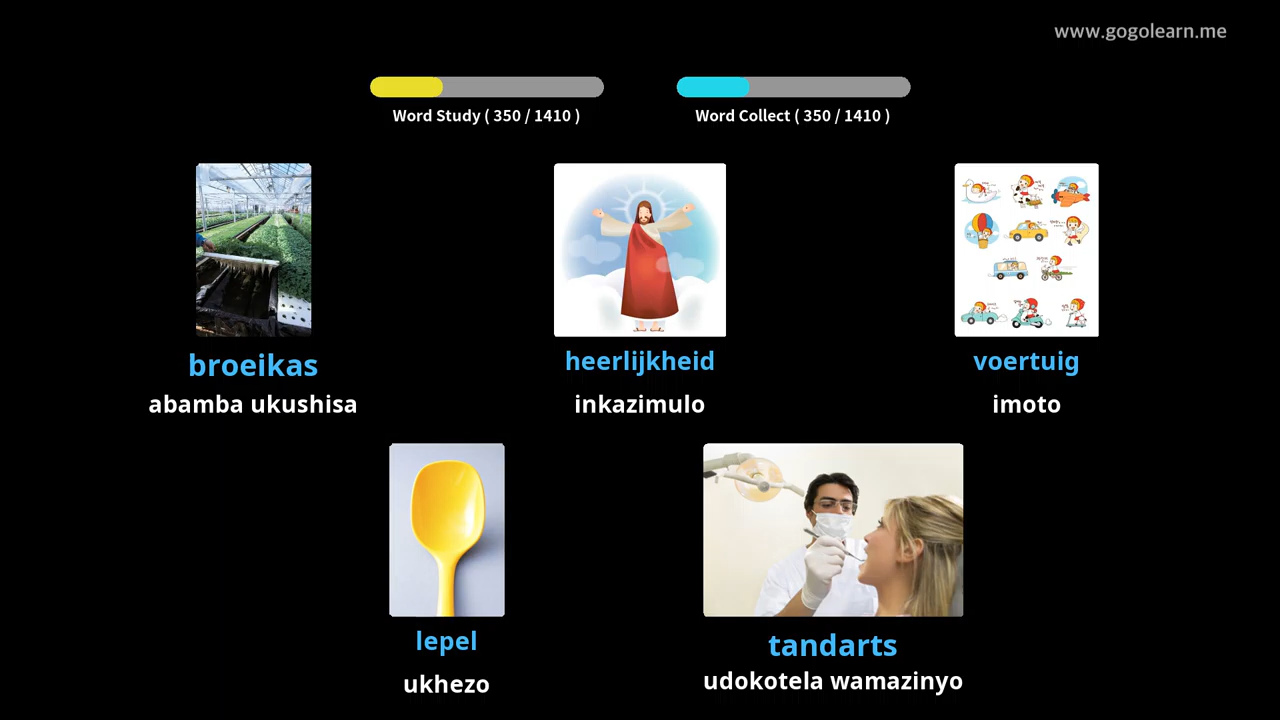 www.gogolearn.me
Word Study ( 350 / 1410 )
Word Collect ( 350 / 1410 )
broeikas
abamba ukushisa
heerlijkheid
inkazimulo
voertuig
imoto
lepel
ukhezo
tandarts
udokotela wamazinyo